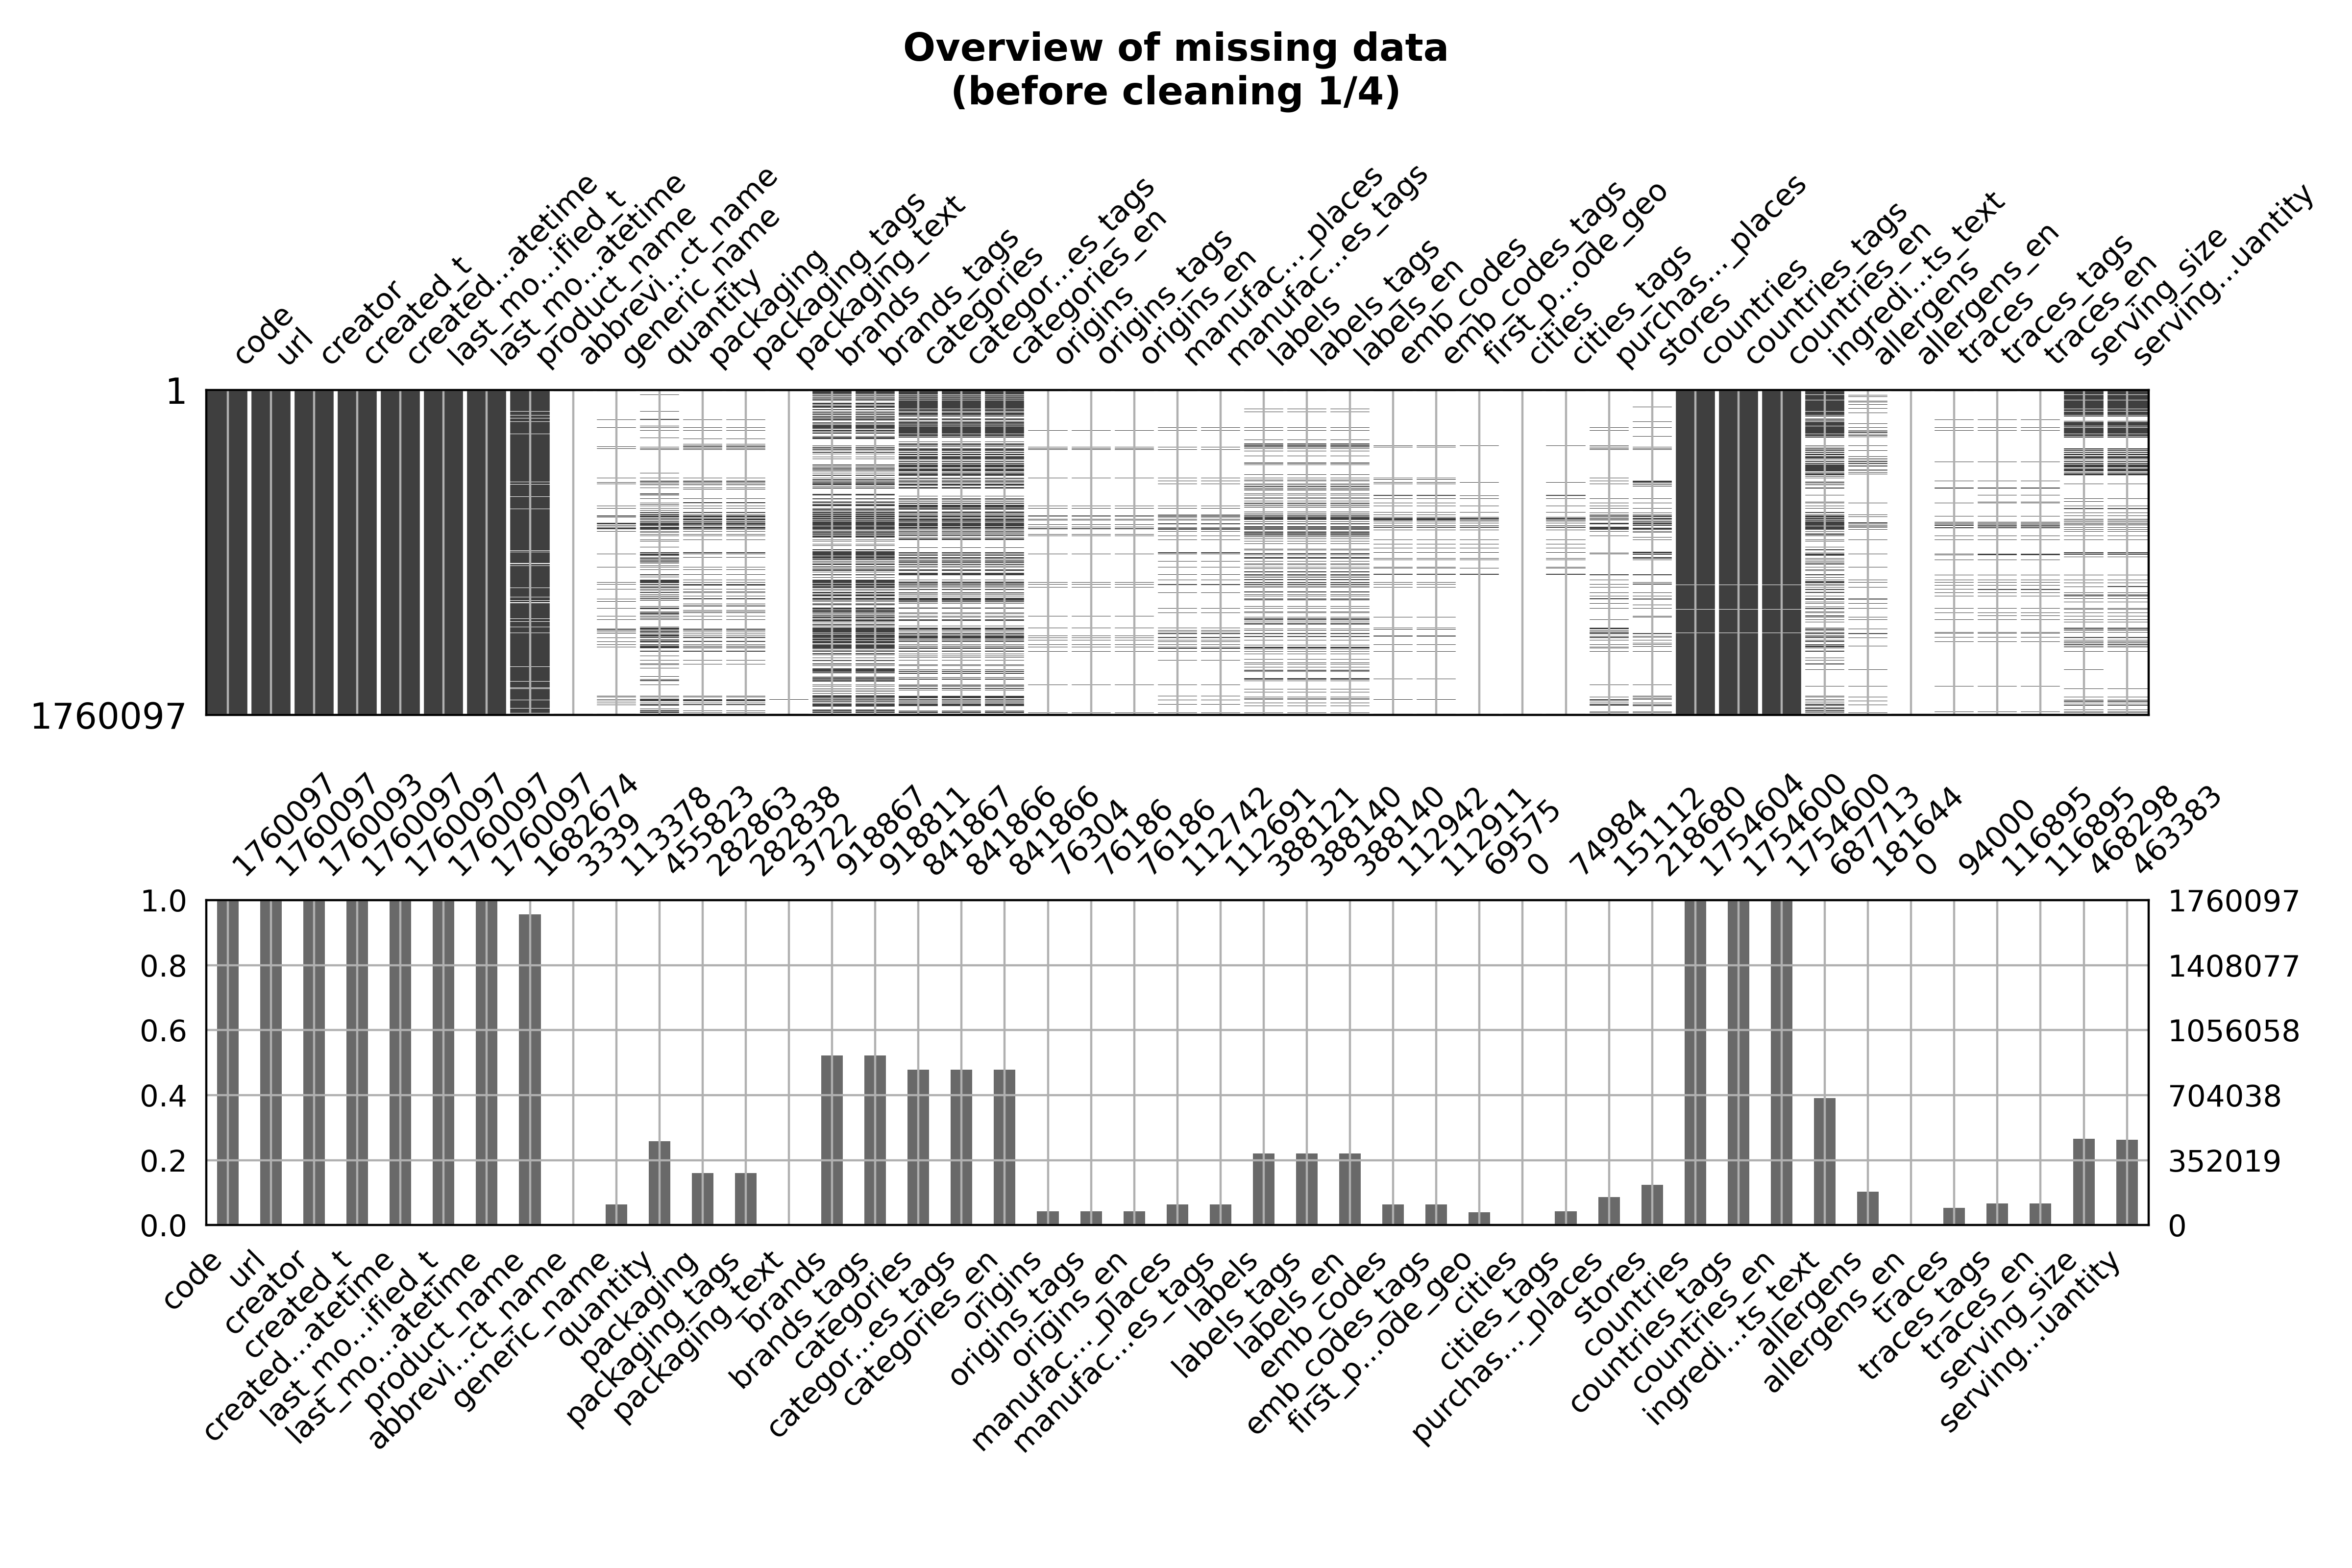 Overview of missing data
(before cleaning 1/4)
code
url
creator
created_t
created...atetime
last_mo...ified_t
last_mo...atetime
product_name
abbrevi...ct_name
generic_name
quantity
packaging
packaging_tags
packaging_text
brands
brands_tags
categories
categor...es_tags
categories_en
origins
origins_tags
origins_en
manufac..._places
manufac...es_tags
labels
labels_tags
labels_en
emb_codes
emb_codes_tags
first_p...ode_geo
cities
cities_tags
purchas..._places
stores
countries
countries_tags
countries_en
ingredi...ts_text
allergens
allergens_en
traces
traces_tags
traces_en
serving_size
serving...uantity
1
1760097
1760097
1760097
1760093
1760097
1760097
1760097
1760097
1682674
3339
113378
455823
282863
282838
3722
918867
918811
841867
841866
841866
76304
76186
76186
112742
112691
388121
388140
388140
112942
112911
69575
0
74984
151112
218680
1754604
1754600
1754600
687713
181644
0
94000
116895
116895
468298
463383
1.0
1760097
0.8
1408077
0.6
1056058
0.4
704038
0.2
352019
0.0
0
code
url
creator
created_t
created...atetime
last_mo...ified_t
last_mo...atetime
product_name
abbrevi...ct_name
generic_name
quantity
packaging
packaging_tags
packaging_text
brands
brands_tags
categories
categor...es_tags
categories_en
origins
origins_tags
origins_en
manufac..._places
manufac...es_tags
labels
labels_tags
labels_en
emb_codes
emb_codes_tags
first_p...ode_geo
cities
cities_tags
purchas..._places
stores
countries
countries_tags
countries_en
ingredi...ts_text
allergens
allergens_en
traces
traces_tags
traces_en
serving_size
serving...uantity